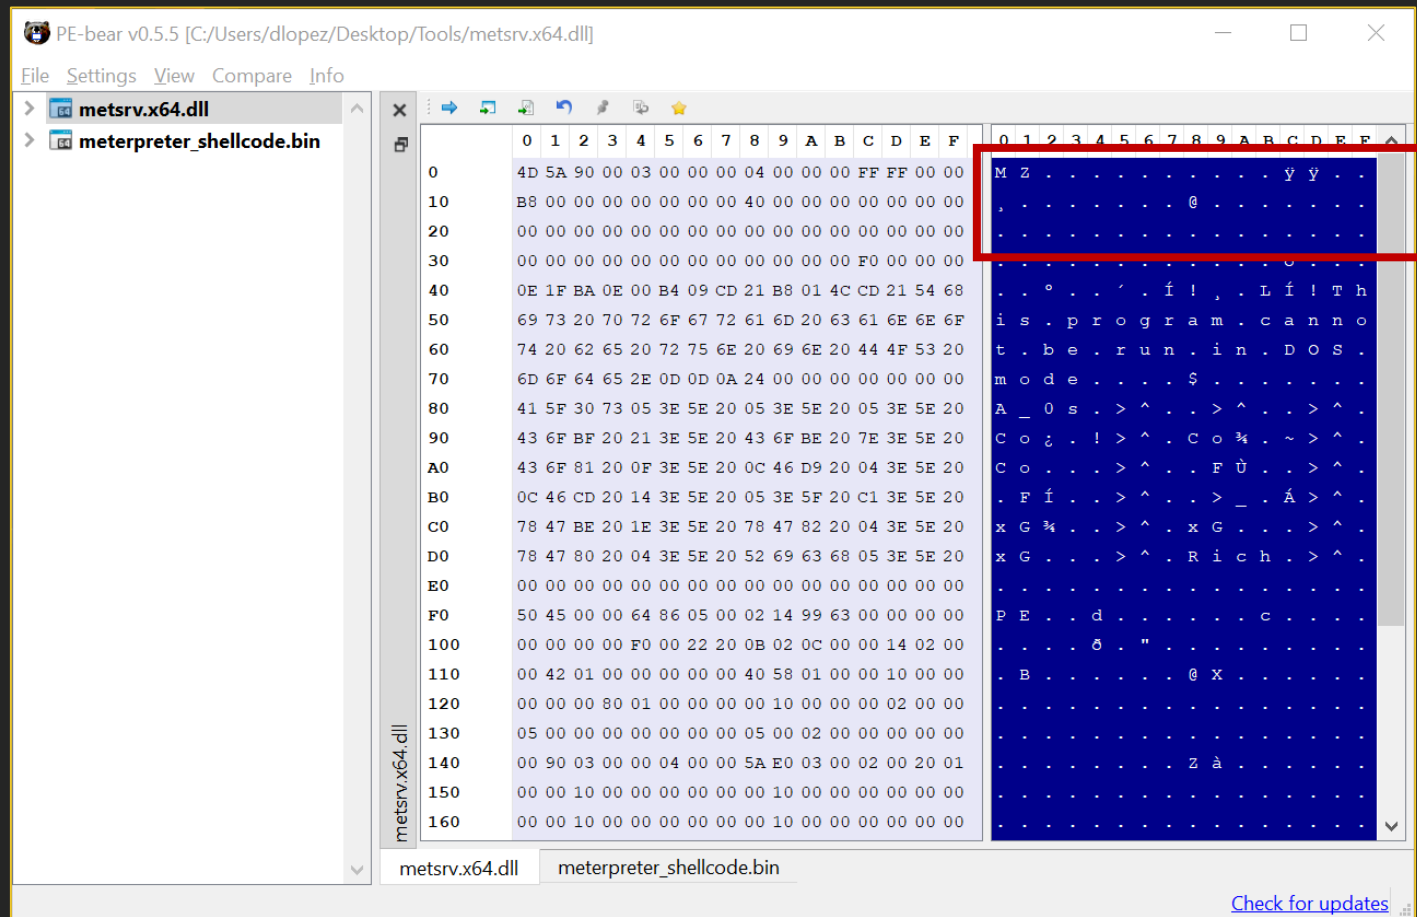 PE-bear v0.5.5 [C:/Users/dlopez/Desktop/Tools/metsrv.x64.dll]
File Settings View Compare Info
metsrv.x64.dll
meterpreter_shellcode.bin
0 1 2 3 4 5 6 7 8 9 A B C D E F 0 1 2 3 4 5 6 7 8 9 A B C D E F
0 4D 5A 90 00 03 00 00 00 04 00 00 00 FF FF 00 00 M Z . . . . . . . . . . ÿ ÿ . .
10 B8 00 00 00 00 00 00 00 40 00 00 00 00 00 00 00 ¸ . . . . . . . @ . . . . . . .
20 00 00 00 00 00 00 00 00 00 00 00 00 00 00 00 00 . . . . . . . . . . . . . . . .
30 00 00 00 00 00 00 00 00 00 00 00 00 F0 00 00 00 . . . . . . . . . . . . ð . . .
40 0E 1F BA 0E 00 B4 09 CD 21 B8 01 4C CD 21 54 68 . . º . . ´ . Í ! ¸ . L Í ! T h
50 69 73 20 70 72 6F 67 72 61 6D 20 63 61 6E 6E 6F i s . p r o g r a m . c a n n o
60 74 20 62 65 20 72 75 6E 20 69 6E 20 44 4F 53 20 t . b e . r u n . i n . D O S .
70 6D 6F 64 65 2E 0D 0D 0A 24 00 00 00 00 00 00 00 m o d e . . . . $ . . . . . . .
80 41 5F 30 73 05 3E 5E 20 05 3E 5E 20 05 3E 5E 20 A _ 0 s . > ^ . . > ^ . . > ^ .
90 43 6F BF 20 21 3E 5E 20 43 6F BE 20 7E 3E 5E 20 C o ¿ . ! > ^ . C o ¾ . ~ > ^ .
A0 43 6F 81 20 0F 3E 5E 20 0C 46 D9 20 04 3E 5E 20 C o . . . > ^ . . F Ù . . > ^ .
B0 0C 46 CD 20 14 3E 5E 20 05 3E 5F 20 C1 3E 5E 20 . F Í . . > ^ . . > _ . Á > ^ .
C0 78 47 BE 20 1E 3E 5E 20 78 47 82 20 04 3E 5E 20 x G ¾ . . > ^ . x G . . . > ^ .
D0 78 47 80 20 04 3E 5E 20 52 69 63 68 05 3E 5E 20 x G . . . > ^ . R i c h . > ^ .
E0 00 00 00 00 00 00 00 00 00 00 00 00 00 00 00 00 . . . . . . . . . . . . . . . .
F0 50 45 00 00 64 86 05 00 02 14 99 63 00 00 00 00 P E . . d . . . . . . c . . . .
100 00 00 00 00 F0 00 22 20 0B 02 0C 00 00 14 02 00 . . . . ð . " . . . . . . . . .
110 00 42 01 00 00 00 00 00 40 58 01 00 00 10 00 00 . B . . . . . . @ X . . . . . .
120 00 00 00 80 01 00 00 00 00 10 00 00 00 02 00 00 . . . . . . . . . . . . . . . .
130 05 00 02 00 00 00 00 00 05 00 02 00 00 00 00 00 . . . . . . . . . . . . . . . .
140 00 90 03 00 00 04 00 00 5A E0 03 00 02 00 20 01 . . . . . . . . Z à . . . . . .
150 00 00 10 00 00 00 00 00 00 10 00 00 00 00 00 00 . . . . . . . . . . . . . . . .
160 00 00 10 00 00 00 00 00 00 10 00 00 00 00 00 00 . . . . . . . . . . . . . . . .
metsrv.x64.dll
metsrv.x64.dll meterpreter_shellcode.bin
Check for updates